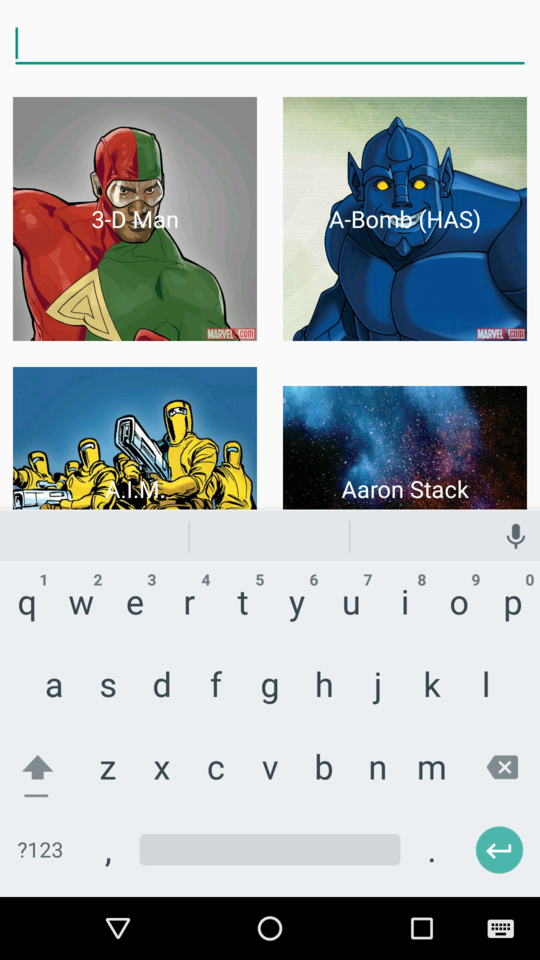 3-D Man
A-Bomb (HAS)
MARVEL.com
MARVEL.com
A.I.M.
Aaron Stack
1 2 3 4 5 6 7 8 9 0
q w e r t y u i o p
a s d f g h j k l
z x c v b n m
?123 , .